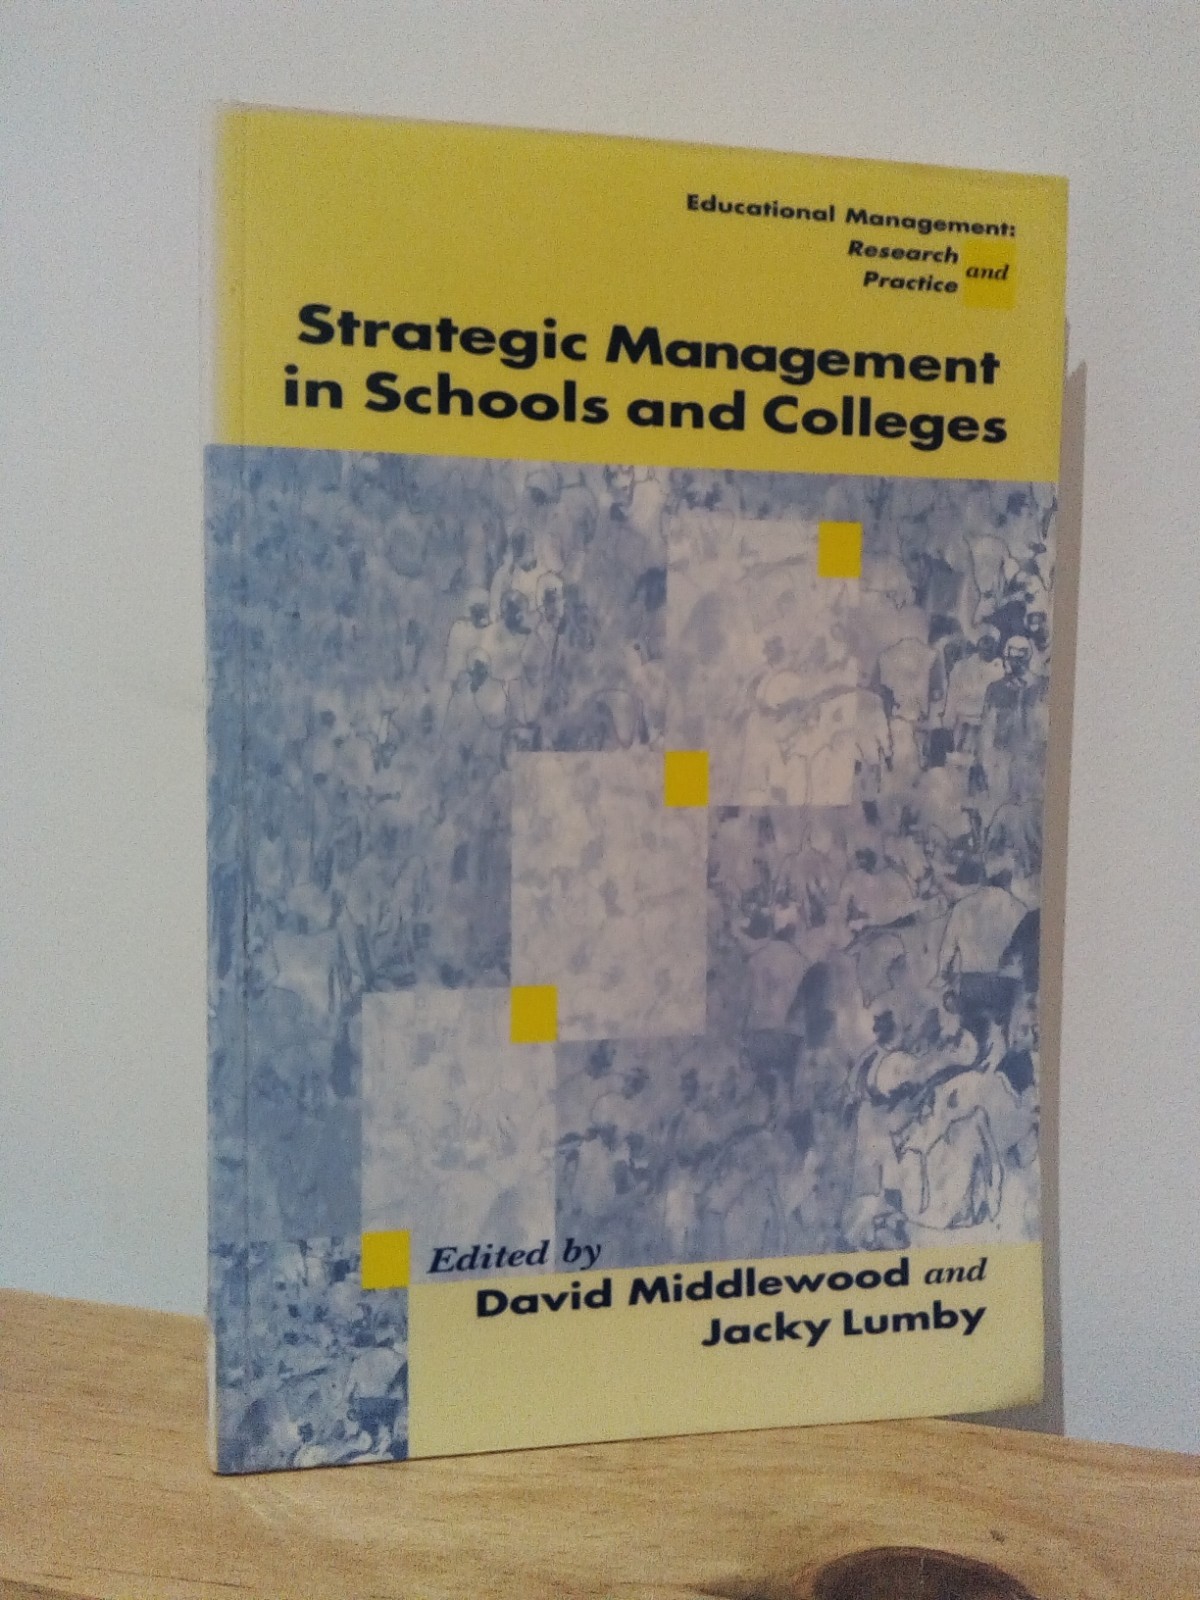 Educational Management:
Research and
Practice
Strategic Management
in Schools and Colleges
Edited by
David Middlewood and
Jacky Lumby